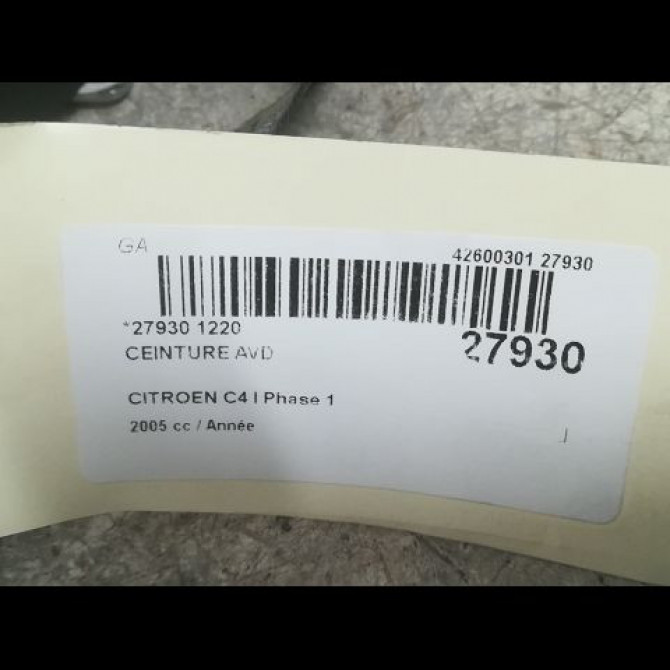 GA
42600301 27930
*27930 1220
27930
CEINTURE AVD
CITROEN C4 I Phase 1
2005 cc / Année